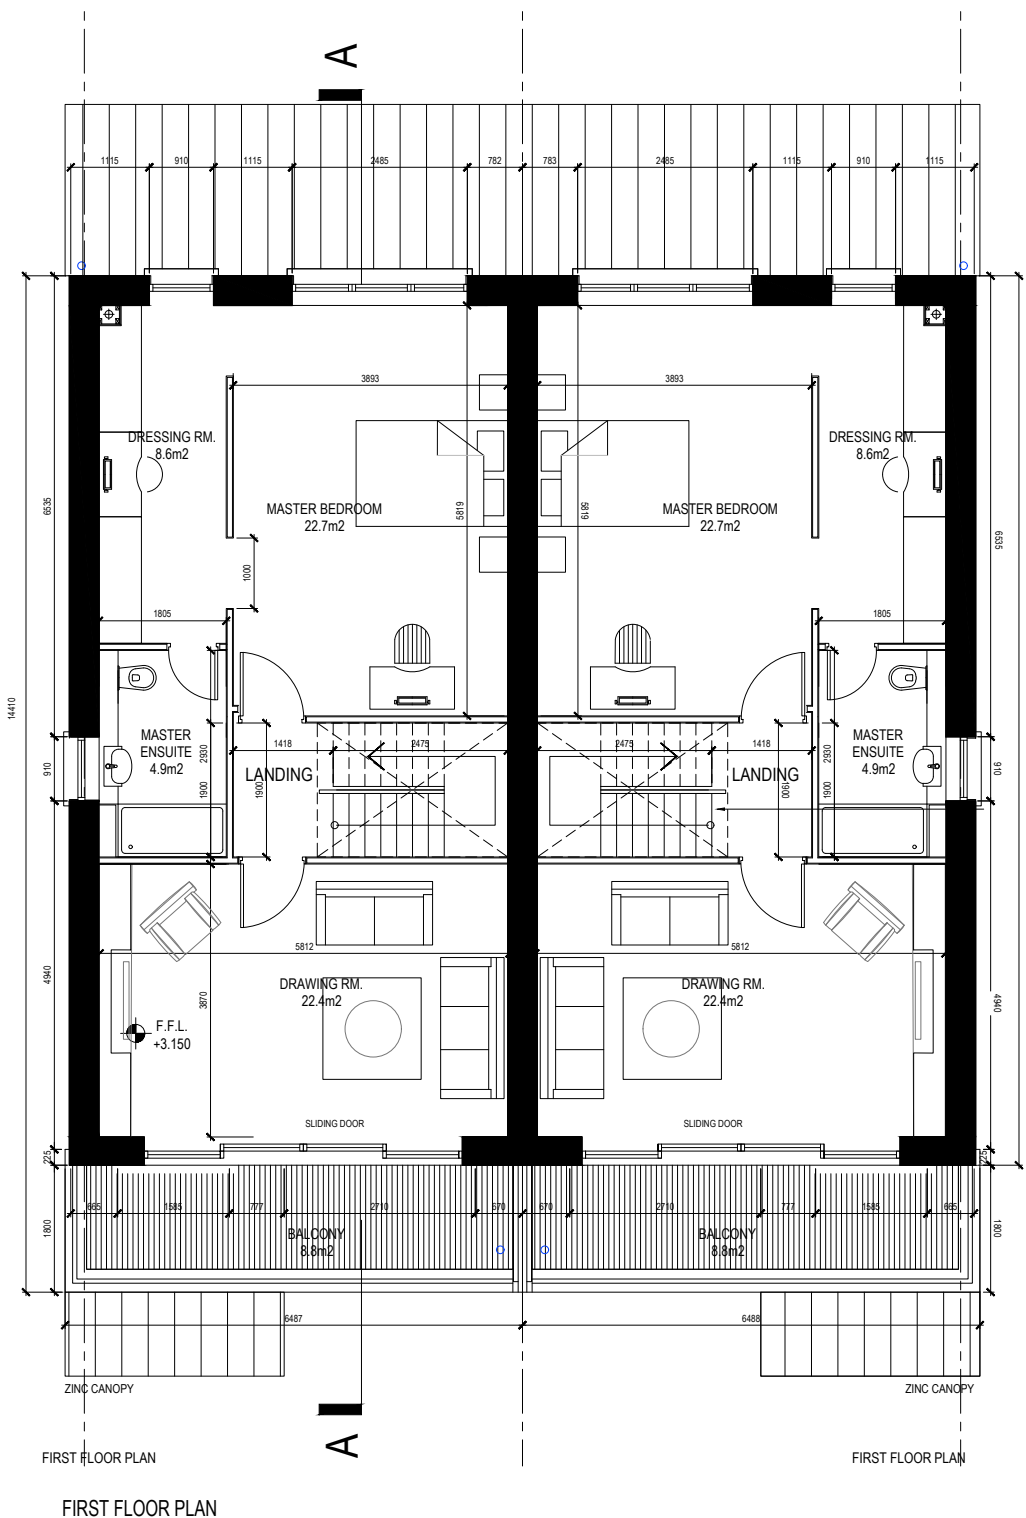 A
1115 910 1115 2485 782 783 2485 1115 910 1115
3893 3893
DRESSING RM.
8.6m2
DRESSING RM.
8.6m2
MASTER BEDROOM
22.7m2
MASTER BEDROOM
22.7m2
5819
5819
6535
6535
1000
1805
1805
14410
MASTER
ENSUITE
4.9m2
MASTER
ENSUITE
4.9m2
2930
2930
1418 2475 2475 1418
LANDING
LANDING
910
910
1900
1900
1900
1900
5812
5812
DRAWING RM.
22.4m2
DRAWING RM.
22.4m2
4940
3870
4940
F.F.L.
+3.150
SLIDING DOOR
SLIDING DOOR
225
225
665 1585 777 2710 670 670 2710 777 1585 665
1800
1800
BALCONY
8.8m2
BALCONY
8.8m2
6487 6488
ZINC CANOPY
ZINC CANOPY
A
FIRST FLOOR PLAN
FIRST FLOOR PLAN
FIRST FLOOR PLAN